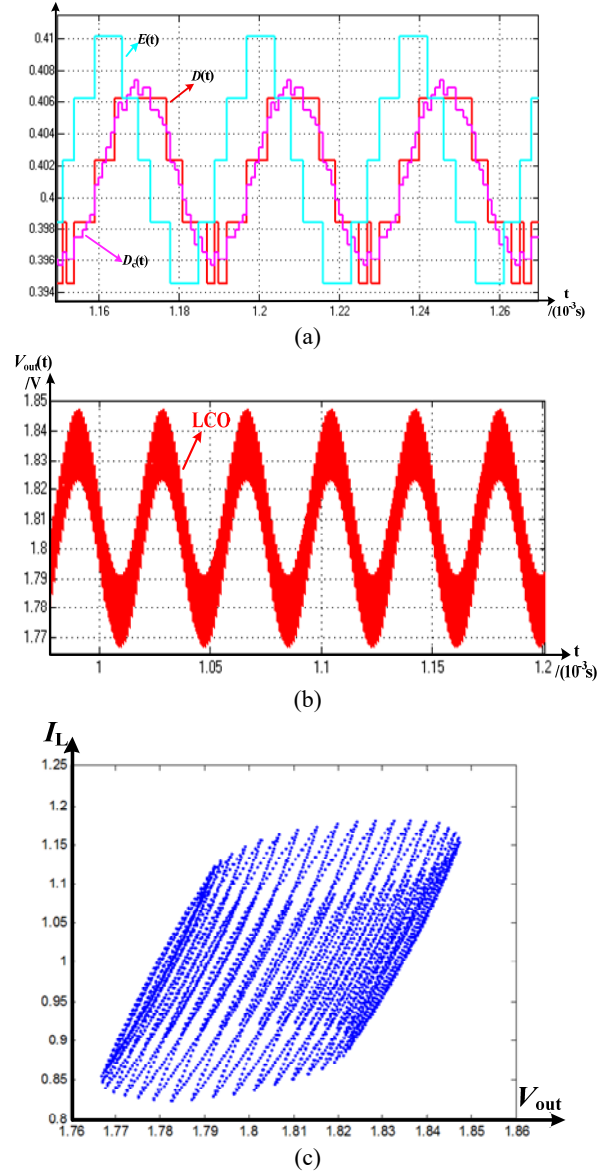 0.41
E(t)
0.408
D(t)
0.406
0.404
0.402
0.4
0.398
0.396
Dc(t)
0.394
t
1.16 1.18 1.2 1.22 1.24 1.26
/(10⁻³s)
(a)
Vout(t)
/V
1.85
LCO
1.84
1.83
1.82
1.81
1.8
1.79
1.78
1.77
t
1 1.05 1.1 1.15 1.2
/(10⁻³s)
(b)
IL
1.25
1.2
1.15
1.1
1.05
1
0.95
0.9
0.85
0.8
Vout
1.76 1.77 1.78 1.79 1.80 1.81 1.82 1.83 1.84 1.85 1.86
(c)